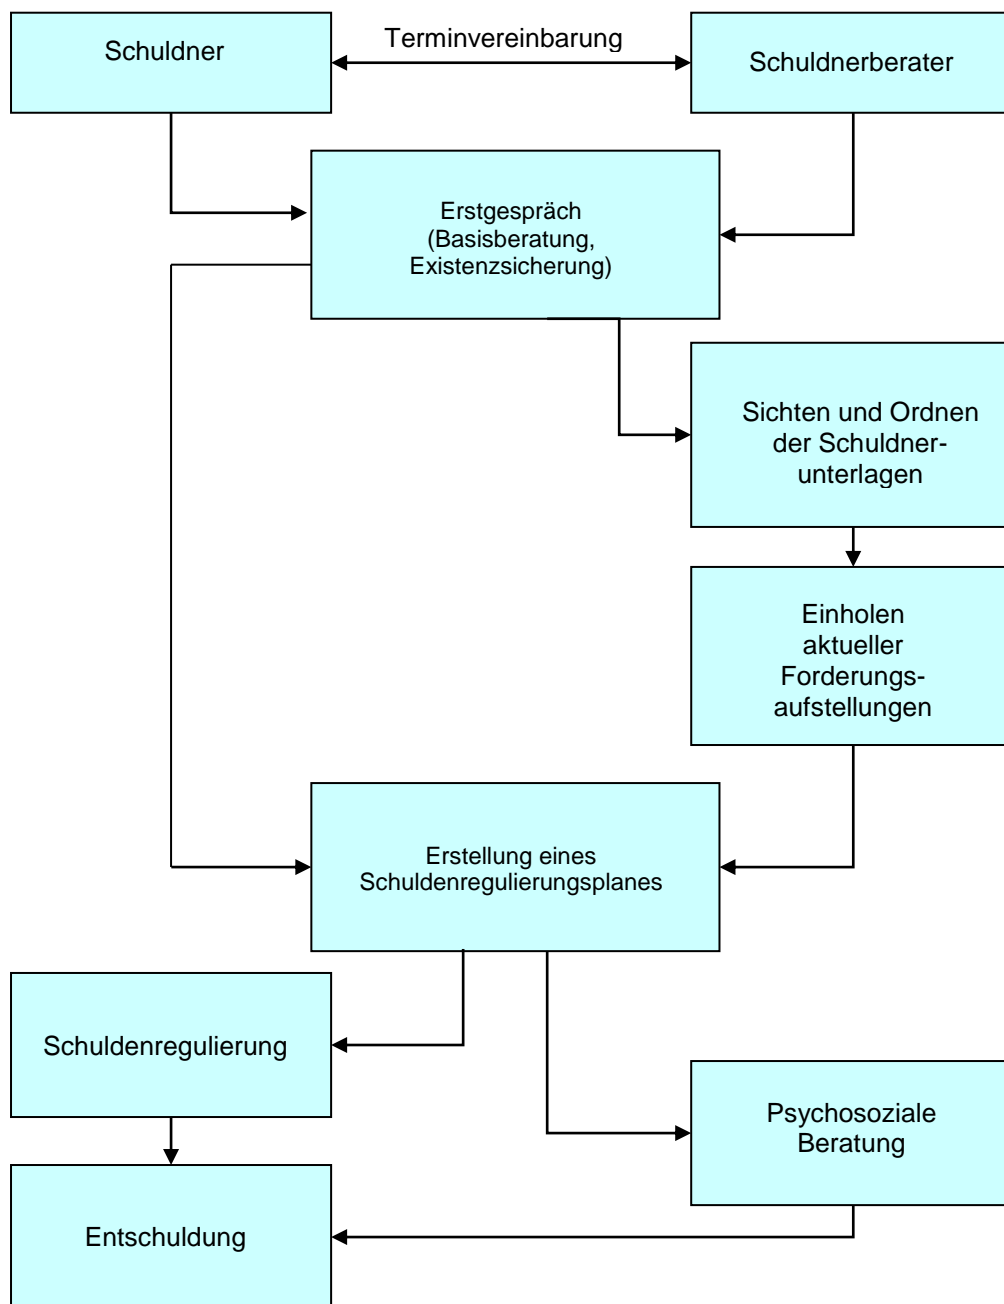 Schuldner
Terminvereinbarung
Schuldnerberater
Erstgespräch
(Basisberatung,
Existenzsicherung)
Sichten und Ordnen
der Schuldner-
unterlagen
Einholen
aktueller
Forderungs-
aufstellungen
Erstellung eines
Schuldenregulierungsplanes
Schuldenregulierung
Psychosoziale
Beratung
Entschuldung